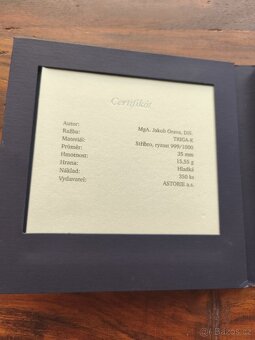 Certifikát
Autor: MgA. Jakub Orava, DiS.
Ražba: TRIGA-K
Materiál: Stříbro, ryzost 999/1000
Průměr: 35 mm
Hmotnost: 15,55 g
Hrana: Hladká
Náklad: 350 ks
Vydavatel: ASTORIE a.s.